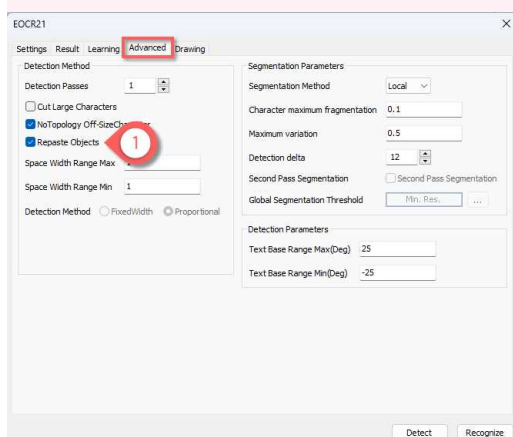 EOCR21
Settings Result Learning Advanced Drawing
Detection Method
Detection Passes 1
Cut Large Characters
NoTopology Off-SizeCh
Repaste Objects
1
Space Width Range Max
Space Width Range Min 1
Detection Method FixedWidth Proportional
Segmentation Parameters
Segmentation Method Local
Character maximum fragmentation 0.1
Maximum variation 0.5
Detection delta 12
Second Pass Segmentation Second Pass Segmentation
Global Segmentation Threshold Min. Res. ...
Detection Parameters
Text Base Range Max(Deg) 25
Text Base Range Min(Deg) -25
Detect Recognize